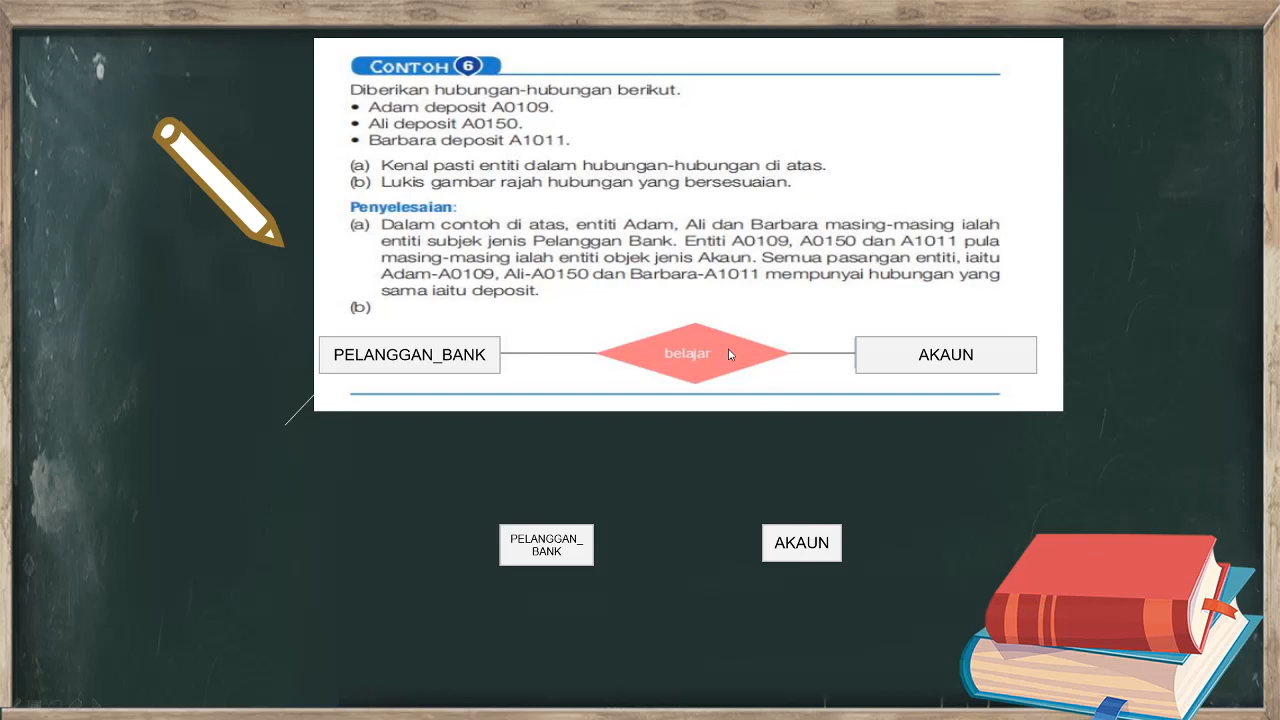 CONTOH 6
Diberikan hubungan-hubungan berikut.
• Adam deposit A0109.
• Ali deposit A0150.
• Barbara deposit A1011.
(a) Kenal pasti entiti dalam hubungan-hubungan di atas.
(b) Lukis gambar rajah hubungan yang bersesuaian.
Penyelesaian:
(a) Dalam contoh di atas, entiti Adam, Ali dan Barbara masing-masing ialah
entiti subjek jenis Pelanggan Bank. Entiti A0109, A0150 dan A1011 pula
masing-masing ialah entiti objek jenis Akaun. Semua pasangan entiti, iaitu
Adam-A0109, Ali-A0150 dan Barbara-A1011 mempunyai hubungan yang
sama iaitu deposit.
(b)
PELANGGAN_BANK belajar AKAUN
PELANGGAN_
BANK
AKAUN